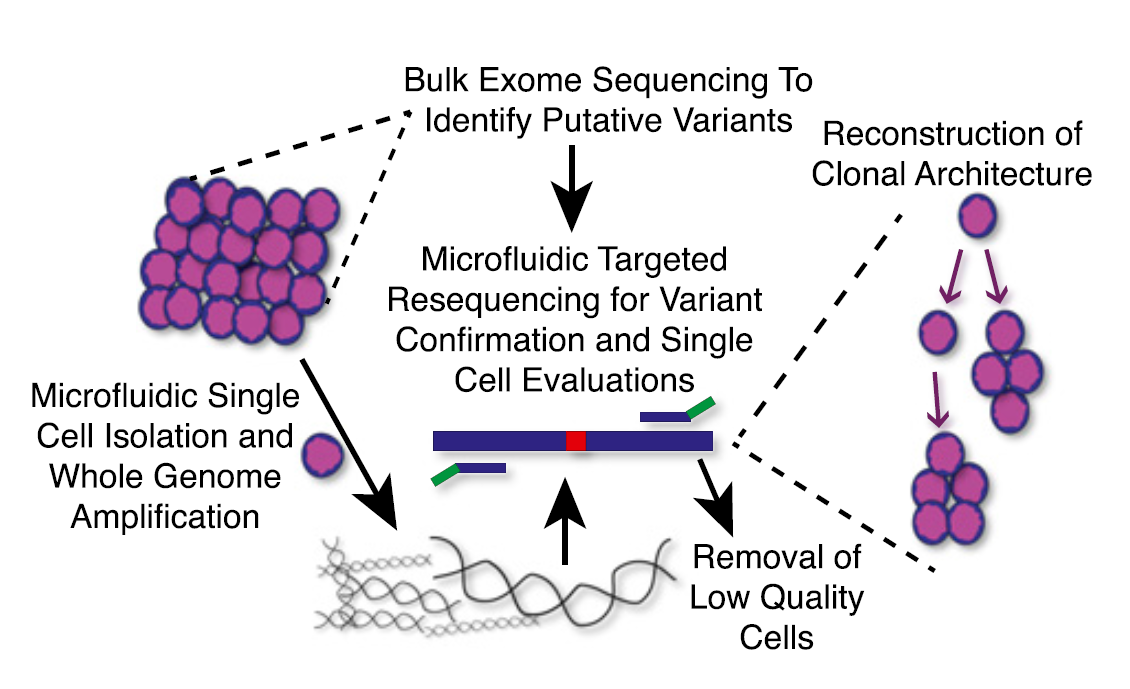 Bulk Exome Sequencing To
Identify Putative Variants
Reconstruction of
Clonal Architecture
Microfluidic Targeted
Resequencing for Variant
Confirmation and Single
Cell Evaluations
Microfluidic Single
Cell Isolation and
Whole Genome
Amplification
Removal of
Low Quality
Cells